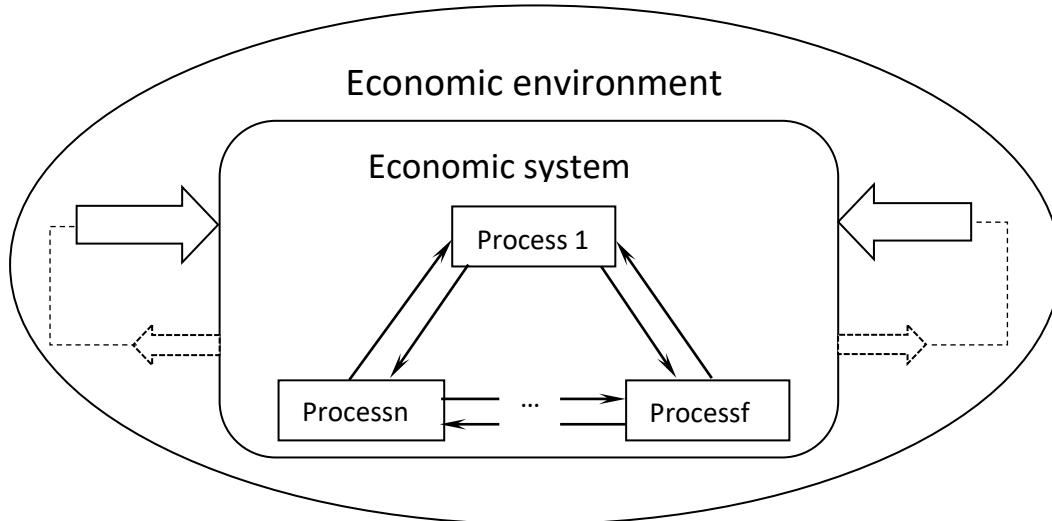 Economic environment
Economic system
Process 1
Processn
...
Processf